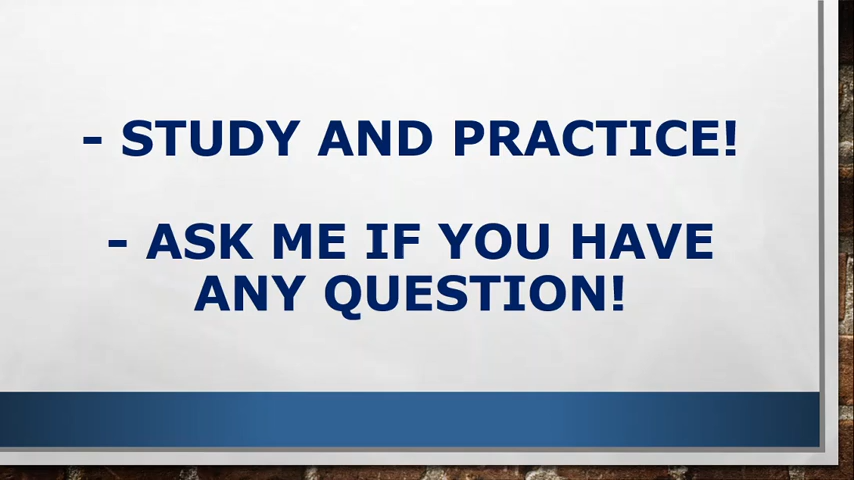 - STUDY AND PRACTICE!
- ASK ME IF YOU HAVE
ANY QUESTION!